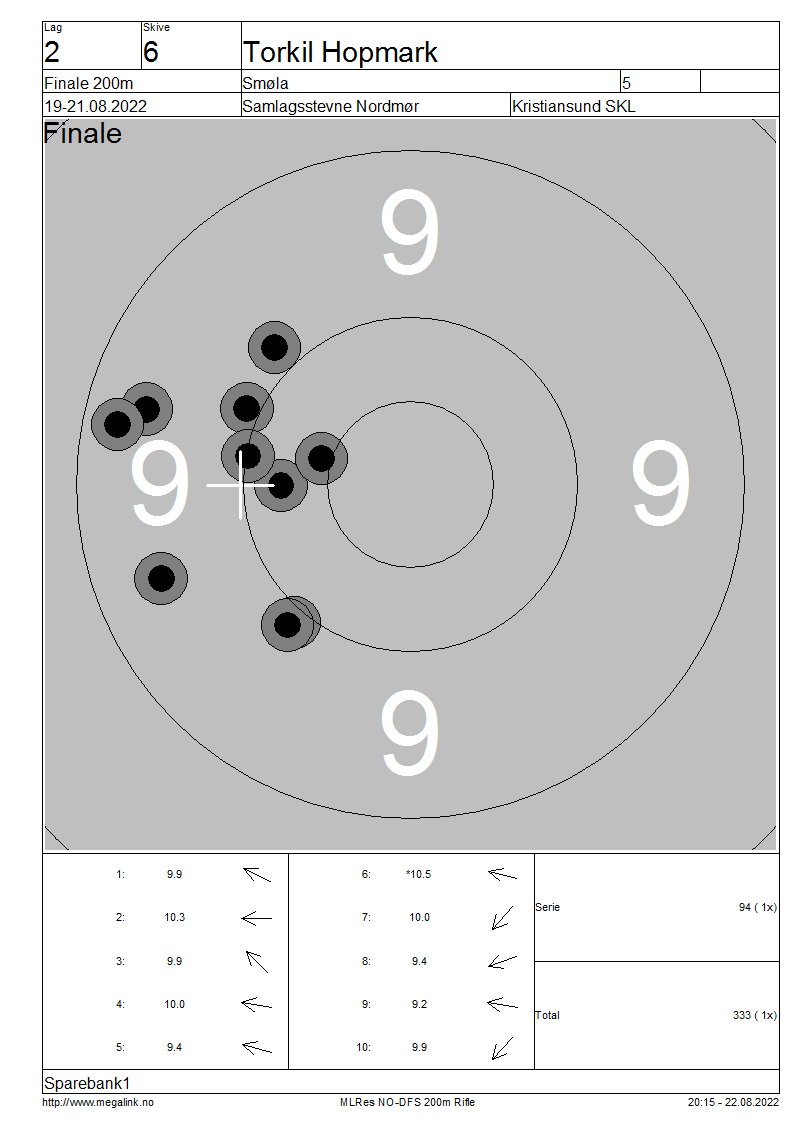 Lag Skive
2 6 Torkil Hopmark
Finale 200m Smøla 5
19-21.08.2022 Samlagsstevne Nordmør Kristiansund SKL
Finale
9
9 9
9
1: 9.9 6: *10.5
2: 10.3 7: 10.0
Serie 94 ( 1x)
3: 9.9 8: 9.4
4: 10.0 9: 9.2
Total 333 ( 1x)
5: 9.4 10: 9.9
Sparebank1
http://www.megalink.no MLRes NO-DFS 200m Rifle 20:15 - 22.08.2022